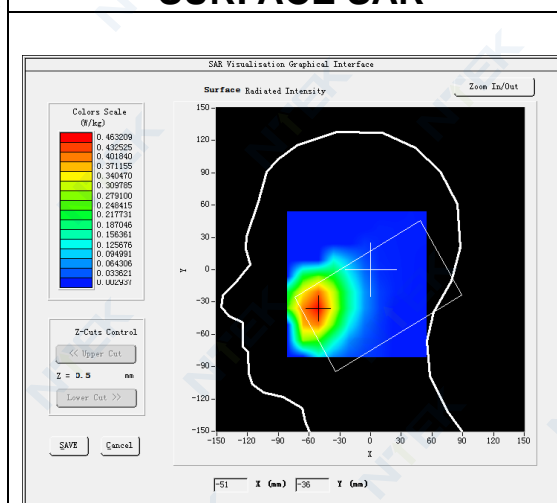 SURFACE SAR
SAR Visualisation Graphical Interface
Surface Radiated Intensity
Zoom In/Out
Colors Scale
(W/kg)
0.463209
0.432525
0.401840
0.371155
0.340470
0.309785
0.279100
0.248415
0.217731
0.187046
0.156361
0.125676
0.094991
0.064306
0.033621
0.002937
150
120
90
60
30
0
-30
-60
-90
-120
-150
Y
-150 -120 -90 -60 -30 0 30 60 90 120 150
X
Z-Cuts Control
<< Upper Cut
Z = 3.5 mm
Lower Cut >>
SAVE
Cancel
-51 X (mm) -36 Y (mm)
NTEK